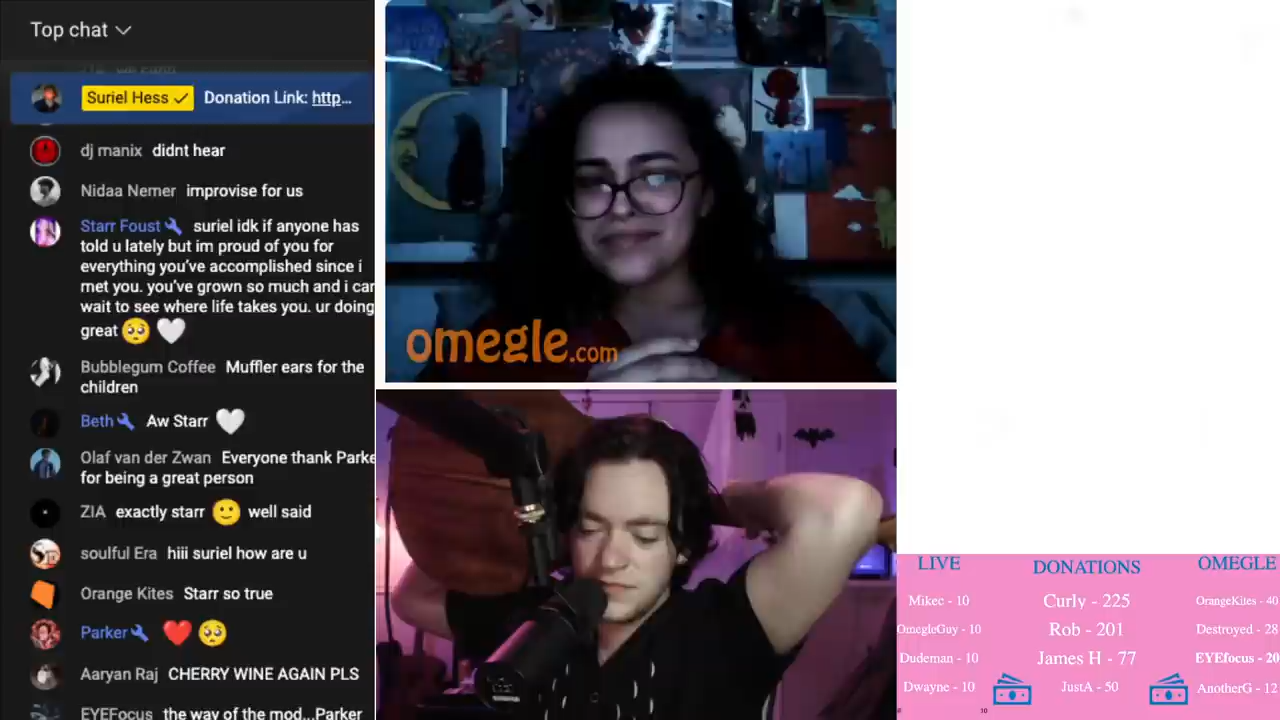 Top chat
Suriel Hess Donation Link: http...
dj manix didnt hear
Nidaa Nemer improvise for us
Starr Foust suriel idk if anyone has
told u lately but im proud of you for
everything you've accomplished since i
met you. you've grown so much and i can
wait to see where life takes you. ur doing
great
Bubblegum Coffee Muffler ears for the
children
Beth Aw Starr
Olaf van der Zwan Everyone thank Parke
for being a great person
ZIA exactly starr well said
soulful Era hiii suriel how are u
Orange Kites Starr so true
Parker
Aaryan Raj CHERRY WINE AGAIN PLS
EYEFocus the way of the mod...Parker
omegle.com
LIVE
Mikec - 10
OmegleGuy - 10
Dudeman - 10
Dwayne - 10
DONATIONS
Curly - 225
Rob - 201
James H - 77
JustA - 50
OMEGLE
OrangeKites - 40
Destroyed - 28
EYEfocus - 20
AnotherG - 12